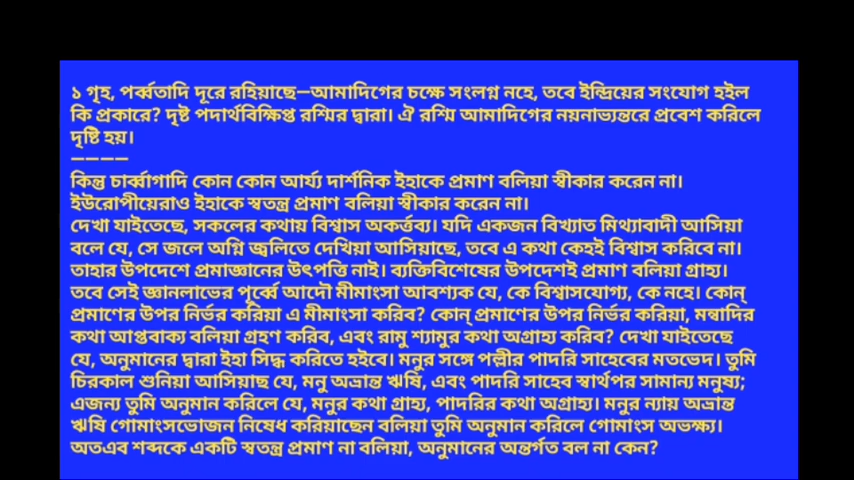 ১ গৃহ, পর্ব্বতাদি দূরে রহিয়াছে—আমাদিগের চক্ষে সংলগ্ন নহে, তবে ইন্দ্রিয়ের সংযোগ হইল
কি প্রকারে? দৃষ্ট পদার্থবিক্ষিপ্ত রশ্মির দ্বারা। ঐ রশ্মি আমাদিগের নয়নাভ্যন্তরে প্রবেশ করিলে
দৃষ্টি হয়।
————
কিন্তু চার্ব্বাগাদি কোন কোন আর্য্য দার্শনিক ইহাকে প্রমাণ বলিয়া স্বীকার করেন না।
ইউরোপীয়েরাও ইহাকে স্বতন্ত্র প্রমাণ বলিয়া স্বীকার করেন না।
দেখা যাইতেছে, সকলের কথায় বিশ্বাস অকর্ত্তব্য। যদি একজন বিখ্যাত মিথ্যাবাদী আসিয়া
বলে যে, সে জলে অগ্নি জ্বলিতে দেখিয়া আসিয়াছে, তবে এ কথা কেহই বিশ্বাস করিবে না।
তাহার উপদেশে প্রমাজ্ঞানের উৎপত্তি নাই। ব্যক্তিবিশেষের উপদেশই প্রমাণ বলিয়া গ্রাহ্য।
তবে সেই জ্ঞানলাভের পূর্ব্বে আদৌ মীমাংসা আবশ্যক যে, কে বিশ্বাসযোগ্য, কে নহে। কোন্
প্রমাণের উপর নির্ভর করিয়া এ মীমাংসা করিব? কোন্ প্রমাণের উপর নির্ভর করিয়া, মন্বাদির
কথা আপ্তবাক্য বলিয়া গ্রহণ করিব, এবং রামু শ্যামুর কথা অগ্রাহ্য করিব? দেখা যাইতেছে
যে, অনুমানের দ্বারা ইহা সিদ্ধ করিতে হইবে। মনুর সঙ্গে পল্লীর পাদরি সাহেবের মতভেদ। তুমি
চিরকাল শুনিয়া আসিয়াছ যে, মনু অভ্রান্ত ঋষি, এবং পাদরি সাহেব স্বার্থপর সামান্য মনুষ্য;
এজন্য তুমি অনুমান করিলে যে, মনুর কথা গ্রাহ্য, পাদরির কথা অগ্রাহ্য। মনুর ন্যায় অভ্রান্ত
ঋষি গোমাংসভোজন নিষেধ করিয়াছেন বলিয়া তুমি অনুমান করিলে গোমাংস অভক্ষ্য।
অতএব শব্দকে একটি স্বতন্ত্র প্রমাণ না বলিয়া, অনুমানের অন্তর্গত বল না কেন?